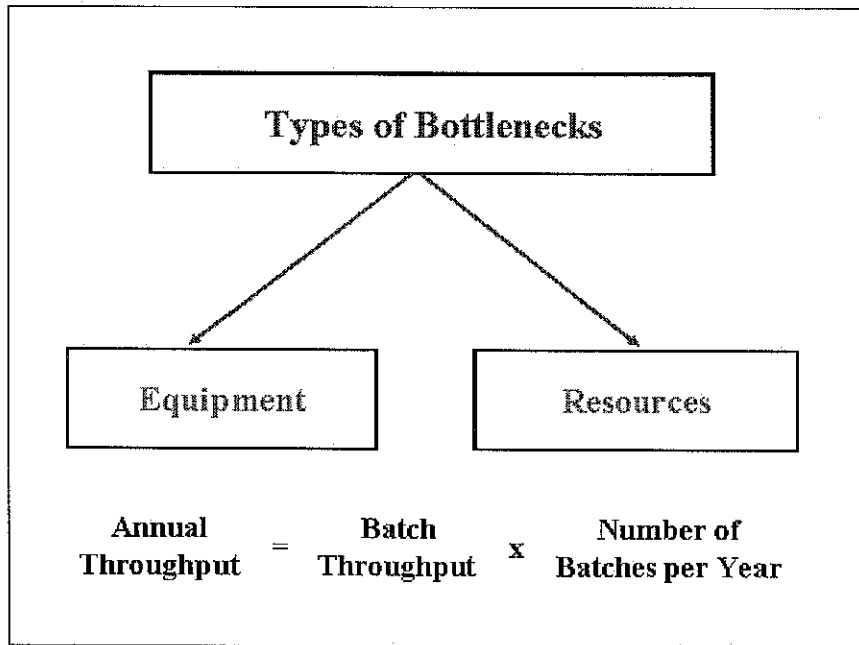 Types of Bottlenecks
Equipment
Resources
Annual
Throughput
=
Batch
Throughput
x
Number of
Batches per Year